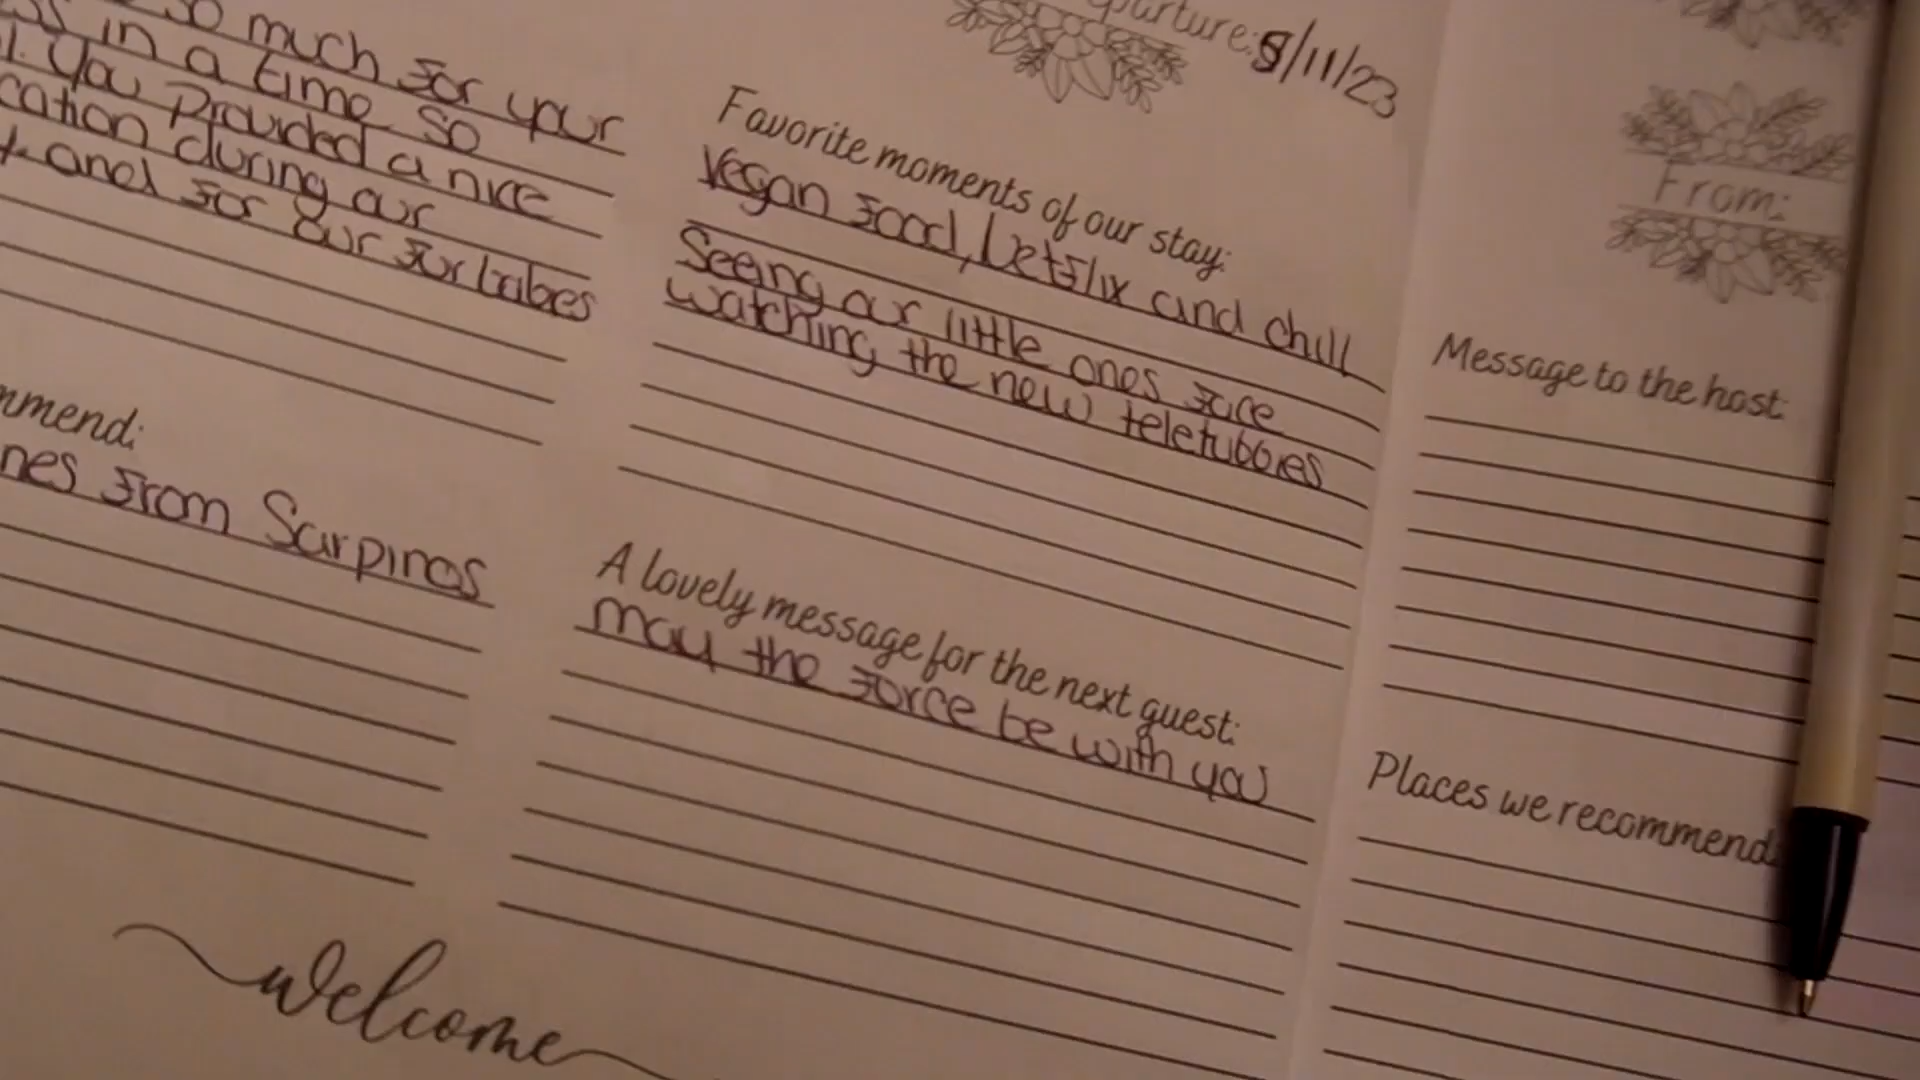 so much for your
in a time so
l. You provided a nice
cation during our
t and for our furbabies
mmend:
nes from Sarpinos
parture: 8/11/23
Favorite moments of our stay:
Vegan food, Netflix and chill
Seeing our little ones face
watching the new teletubbies
A lovely message for the next guest:
may the force be with you
welcome
From:
Message to the host:
Places we recommend: